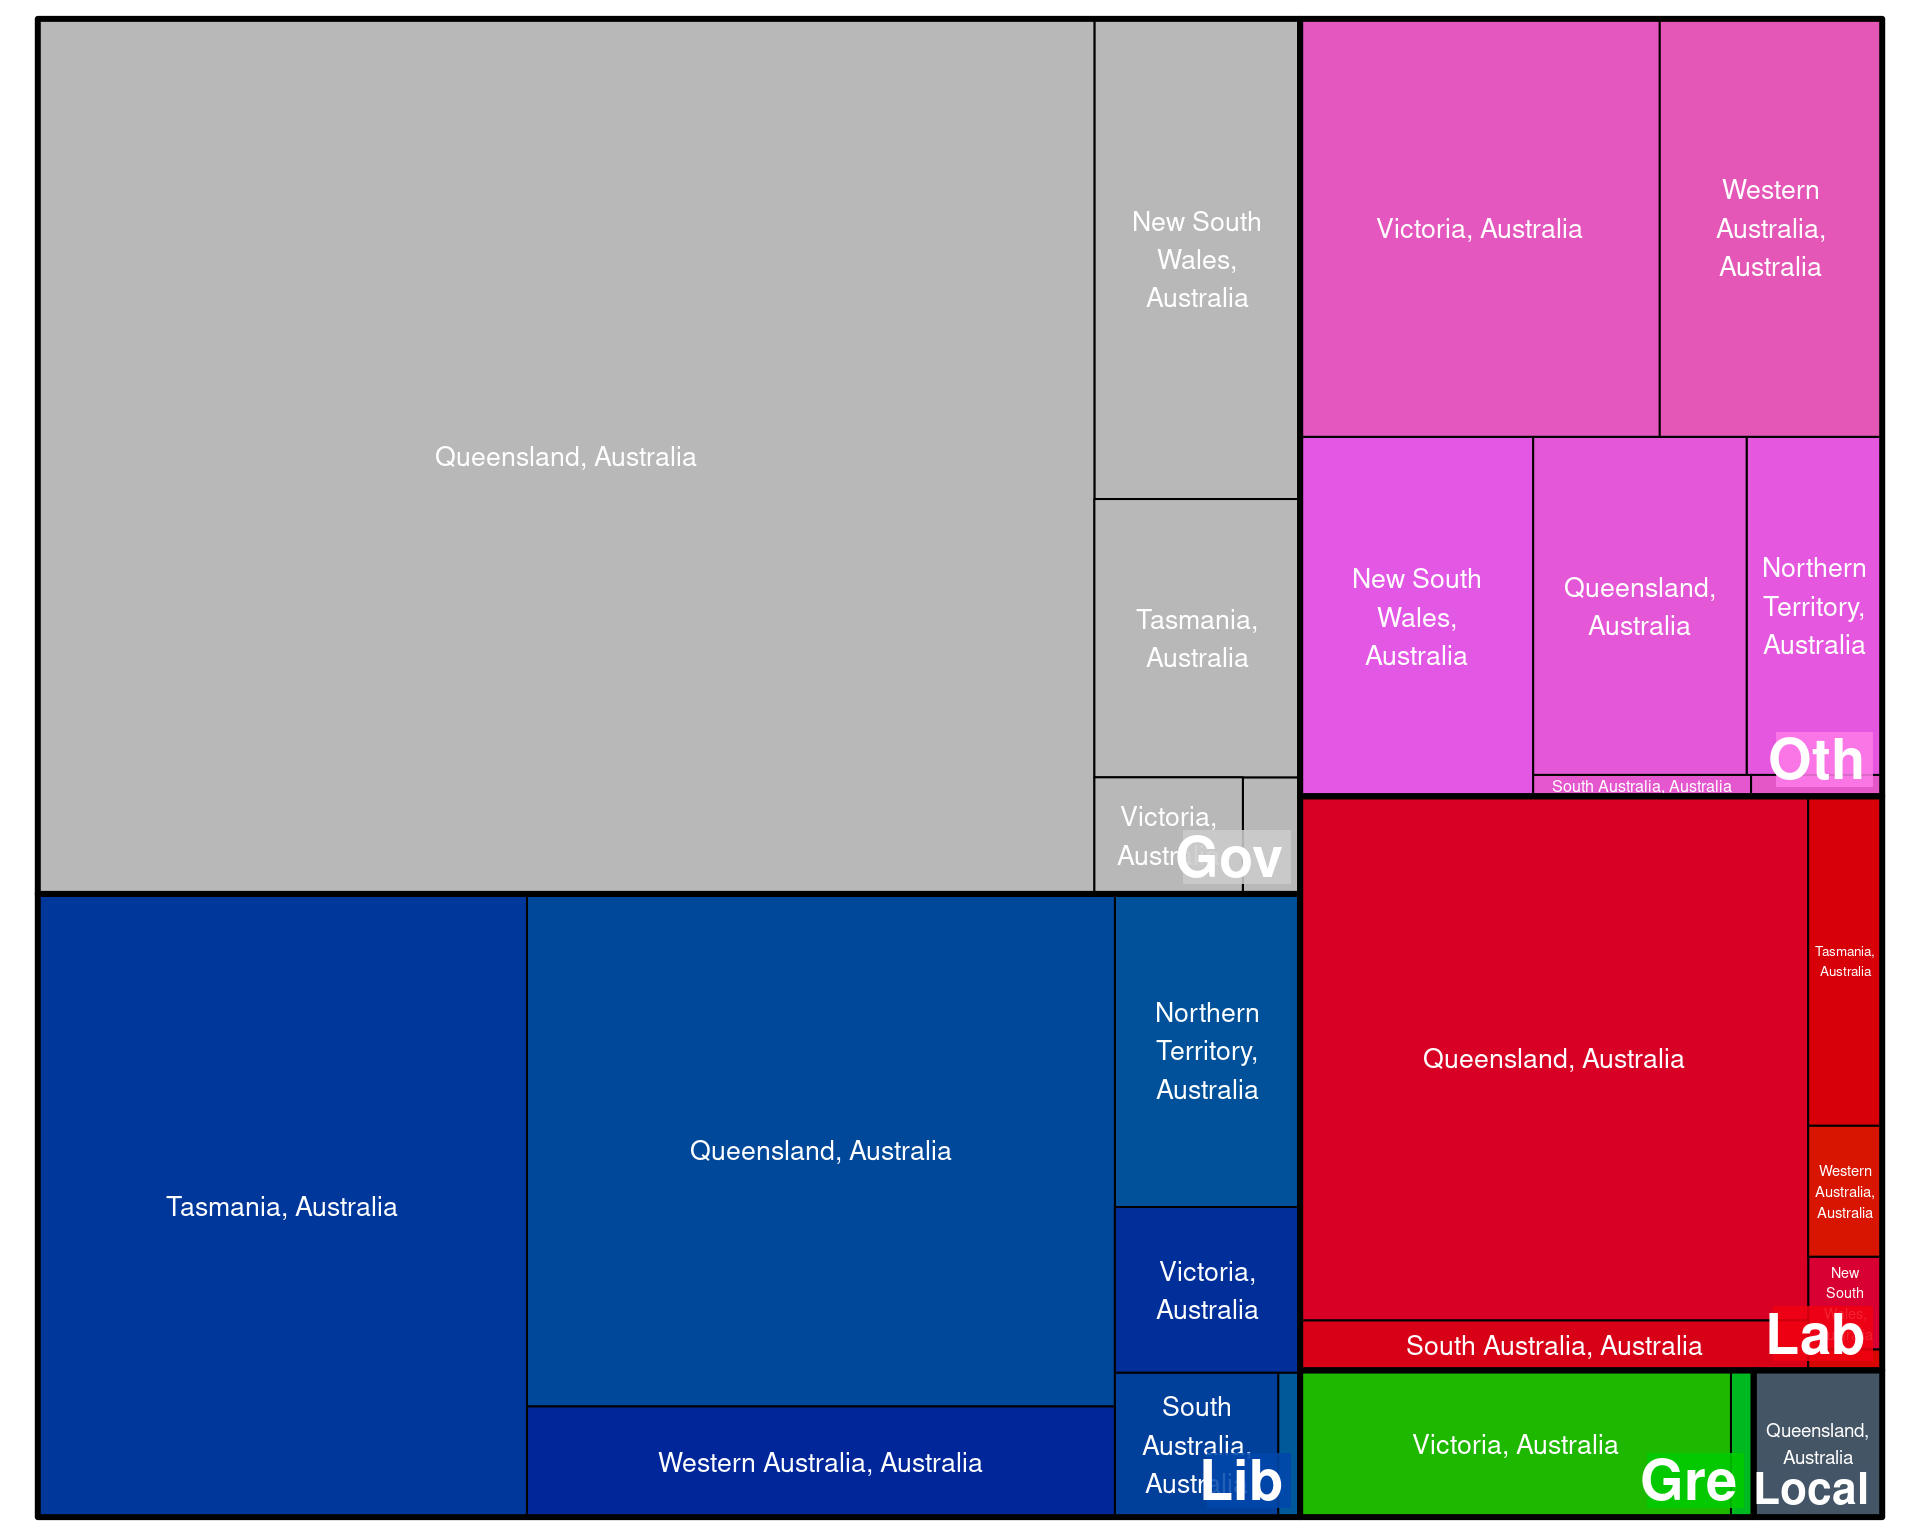 Queensland, Australia
New South
Wales,
Australia
Tasmania,
Australia
Victoria,
Gov
Victoria, Australia
Western
Australia,
Australia
New South
Wales,
Australia
Queensland,
Australia
Northern
Territory,
Australia
South Australia, Australia
Oth
Tasmania, Australia
Queensland, Australia
Western Australia, Australia
Northern
Territory,
Australia
Victoria,
Australia
South
Australia,
Lib
Queensland, Australia
Tasmania,
Australia
Western
Australia,
Australia
New
South
Wales,
South Australia, Australia
Lab
Victoria, Australia
Gre
Queensland,
Australia
Local